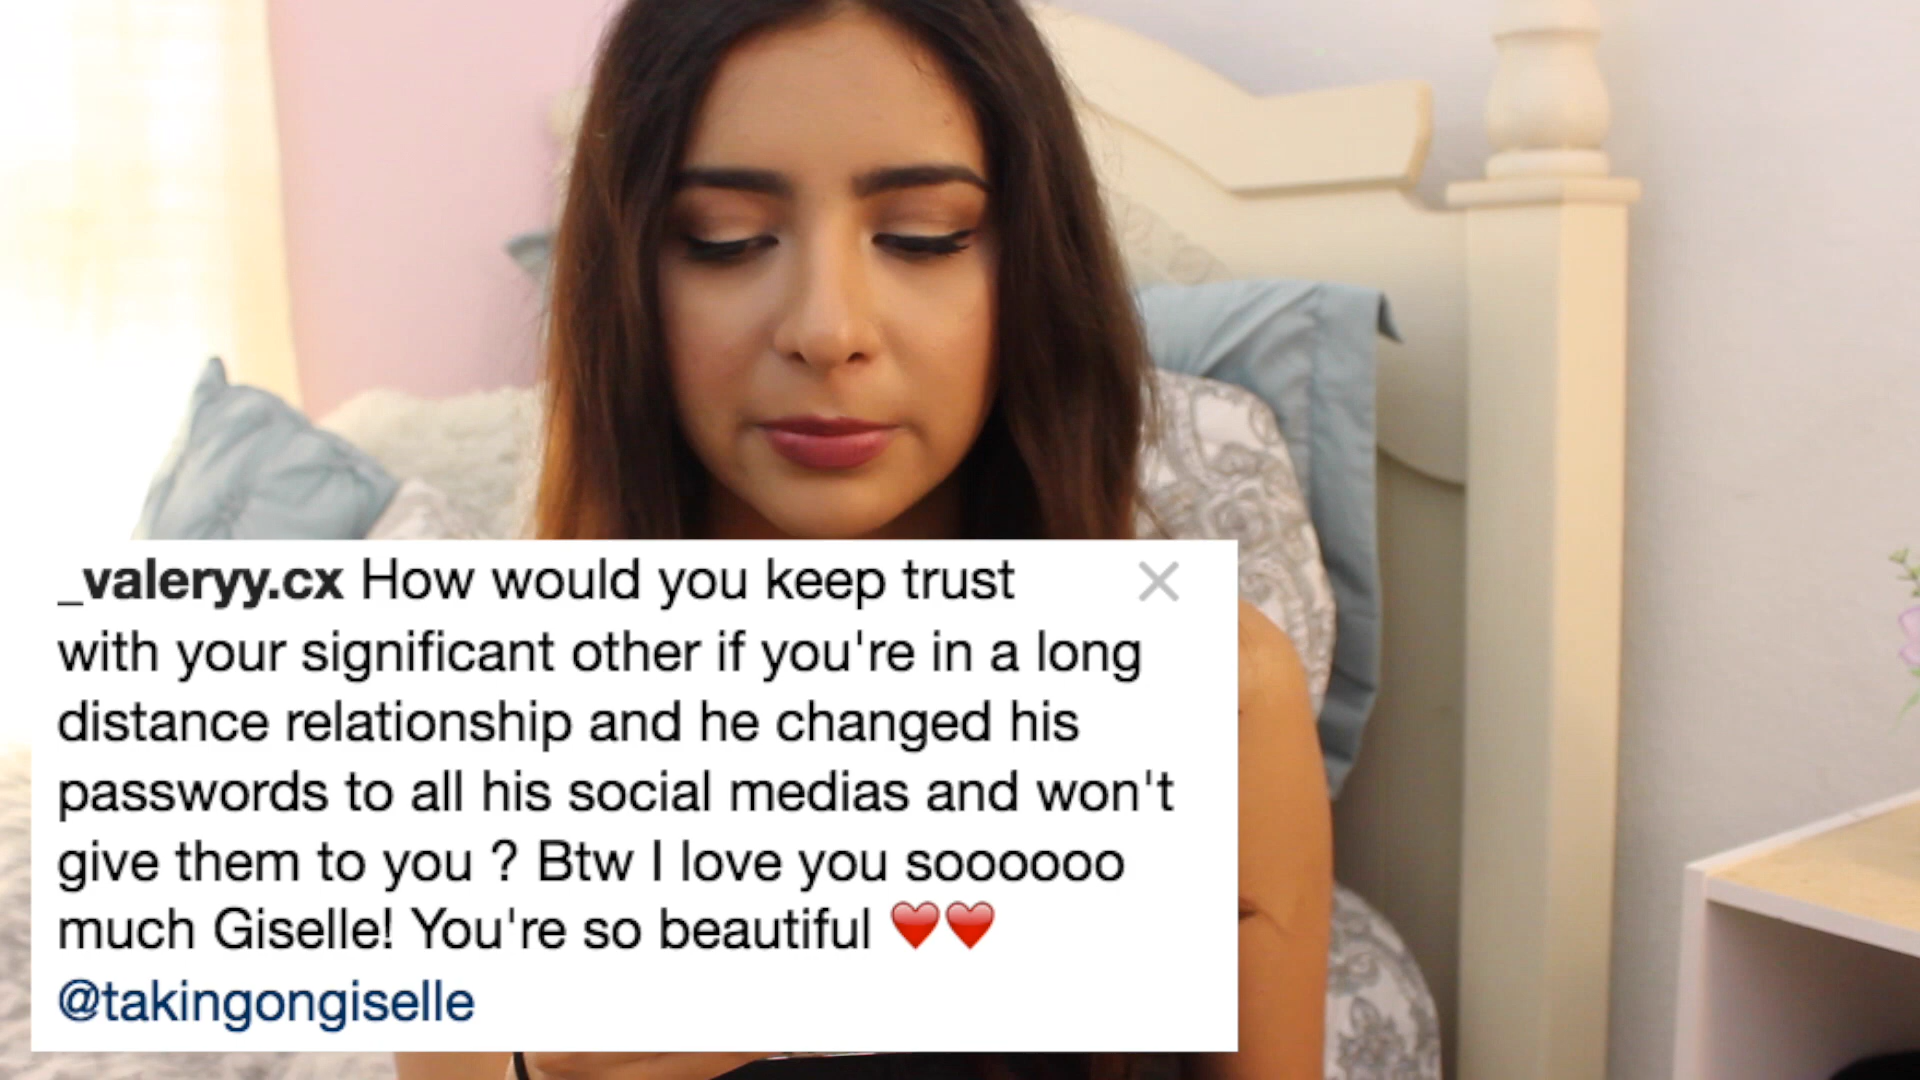 _valeryy.cx How would you keep trust
with your significant other if you're in a long
distance relationship and he changed his
passwords to all his social medias and won't
give them to you ? Btw I love you soooooo
much Giselle! You're so beautiful ❤️❤️
@takingongiselle